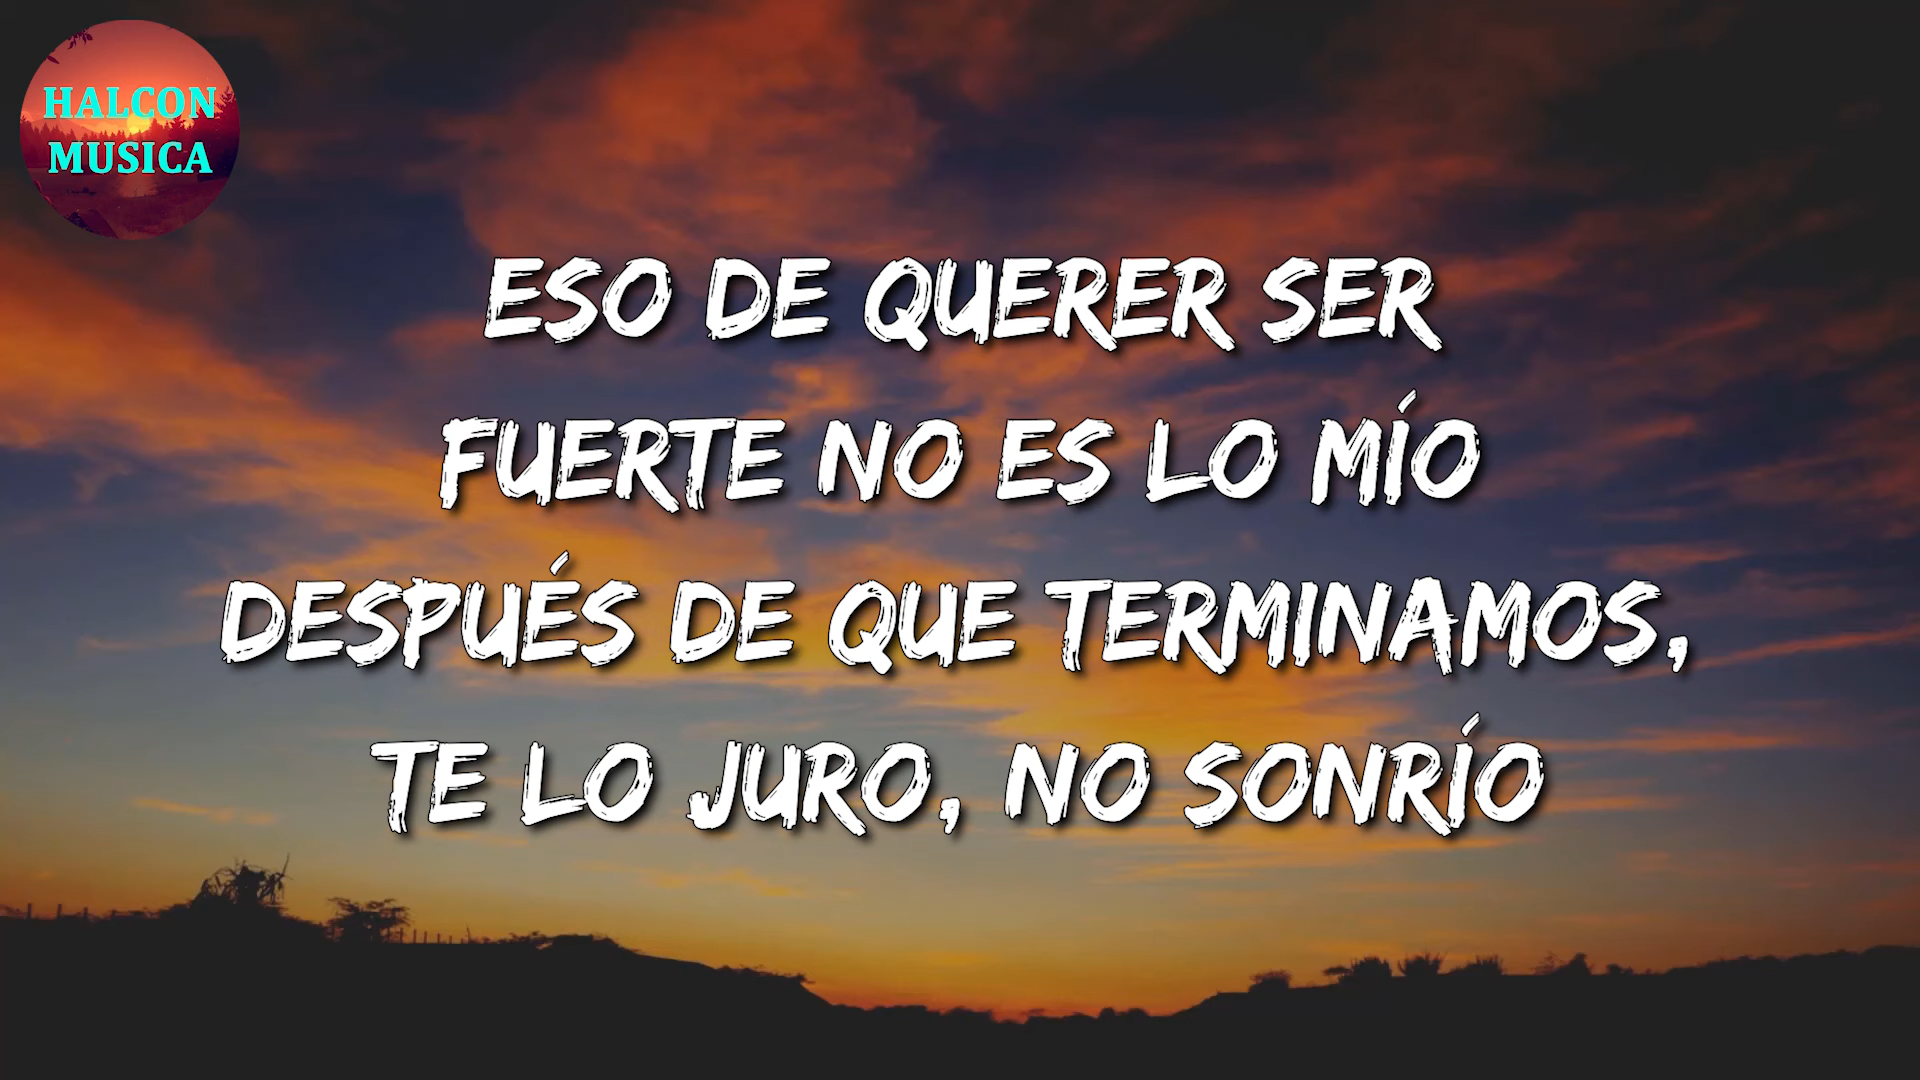 HALCON
MUSICA
ESO DE QUERER SER
FUERTE NO ES LO MÍO
DESPUÉS DE QUE TERMINAMOS,
TE LO JURO, NO SONRÍO